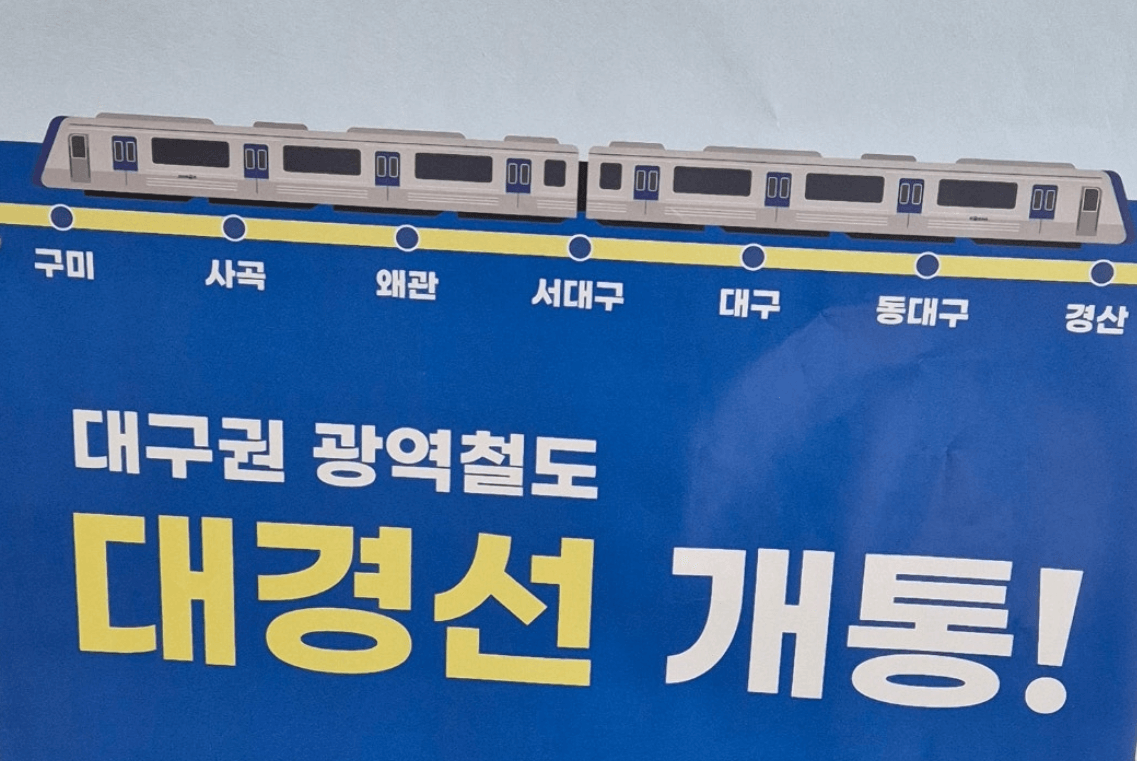 구미 사곡 왜관 서대구 대구 동대구 경산
대구권 광역철도
대경선 개통!